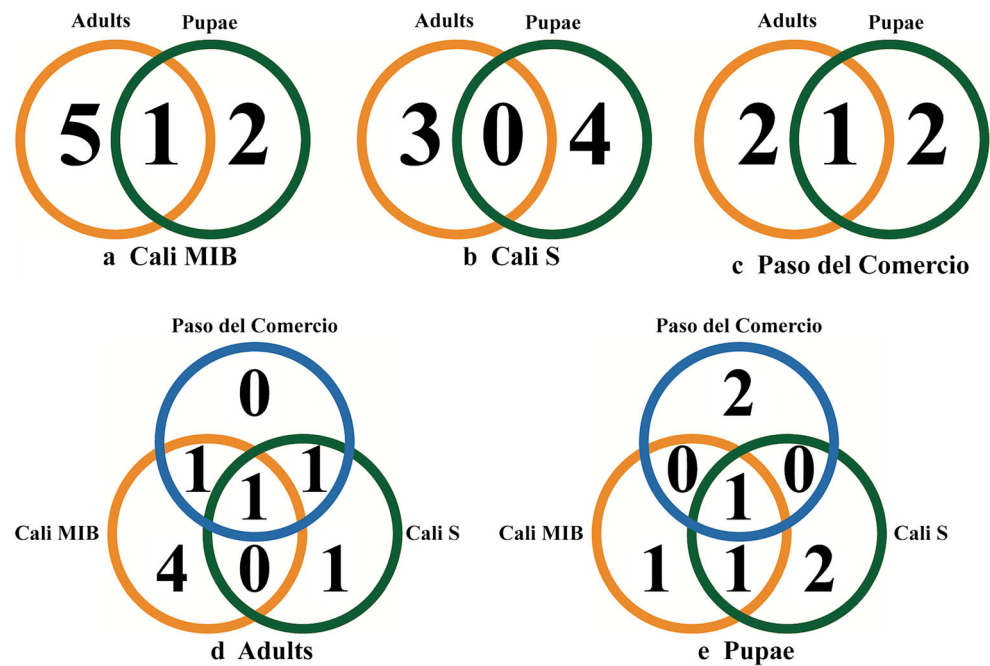 Adults Pupae
5 1 2
a Cali MIB
Adults Pupae
3 0 4
b Cali S
Adults Pupae
2 1 2
c Paso del Comercio
Paso del Comercio
0
1 1 1
Cali MIB Cali S
4 0 1
d Adults
Paso del Comercio
2
0 1 0
Cali MIB Cali S
1 1 2
e Pupae